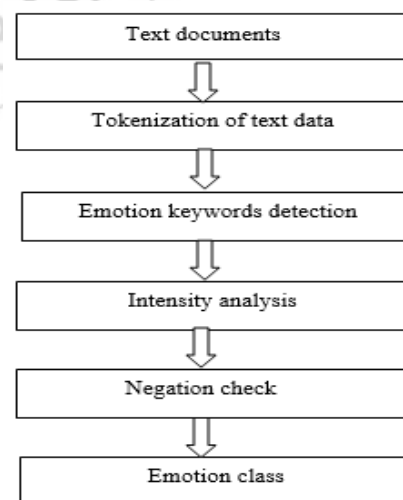 Text documents
Tokenization of text data
Emotion keywords detection
Intensity analysis
Negation check
Emotion class